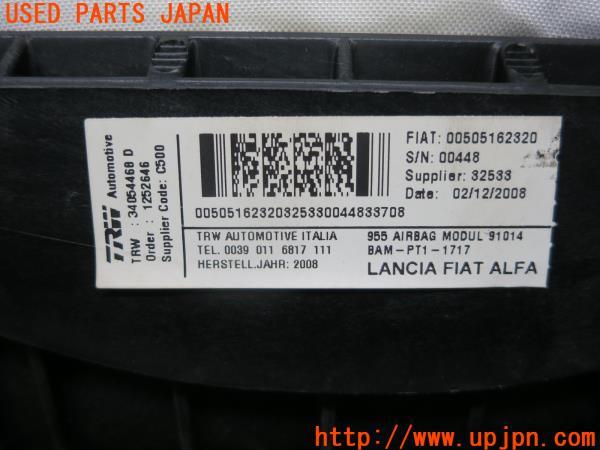 USED PARTS JAPAN
TRW Automotive
TRW : 34054468 D
Order : 1252646
Supplier Code: C500
FIAT: 00505162320
S/N: 00448
Supplier: 32533
Date: 02/12/2008
00505162320325330044833708
TRW AUTOMOTIVE ITALIA
TEL. 0039 011 6817 111
HERSTELL.JAHR: 2008
955 AIRBAG MODUL 91014
BAM-PT1-1717
LANCIA FIAT ALFA
http://www.upjpn.com/